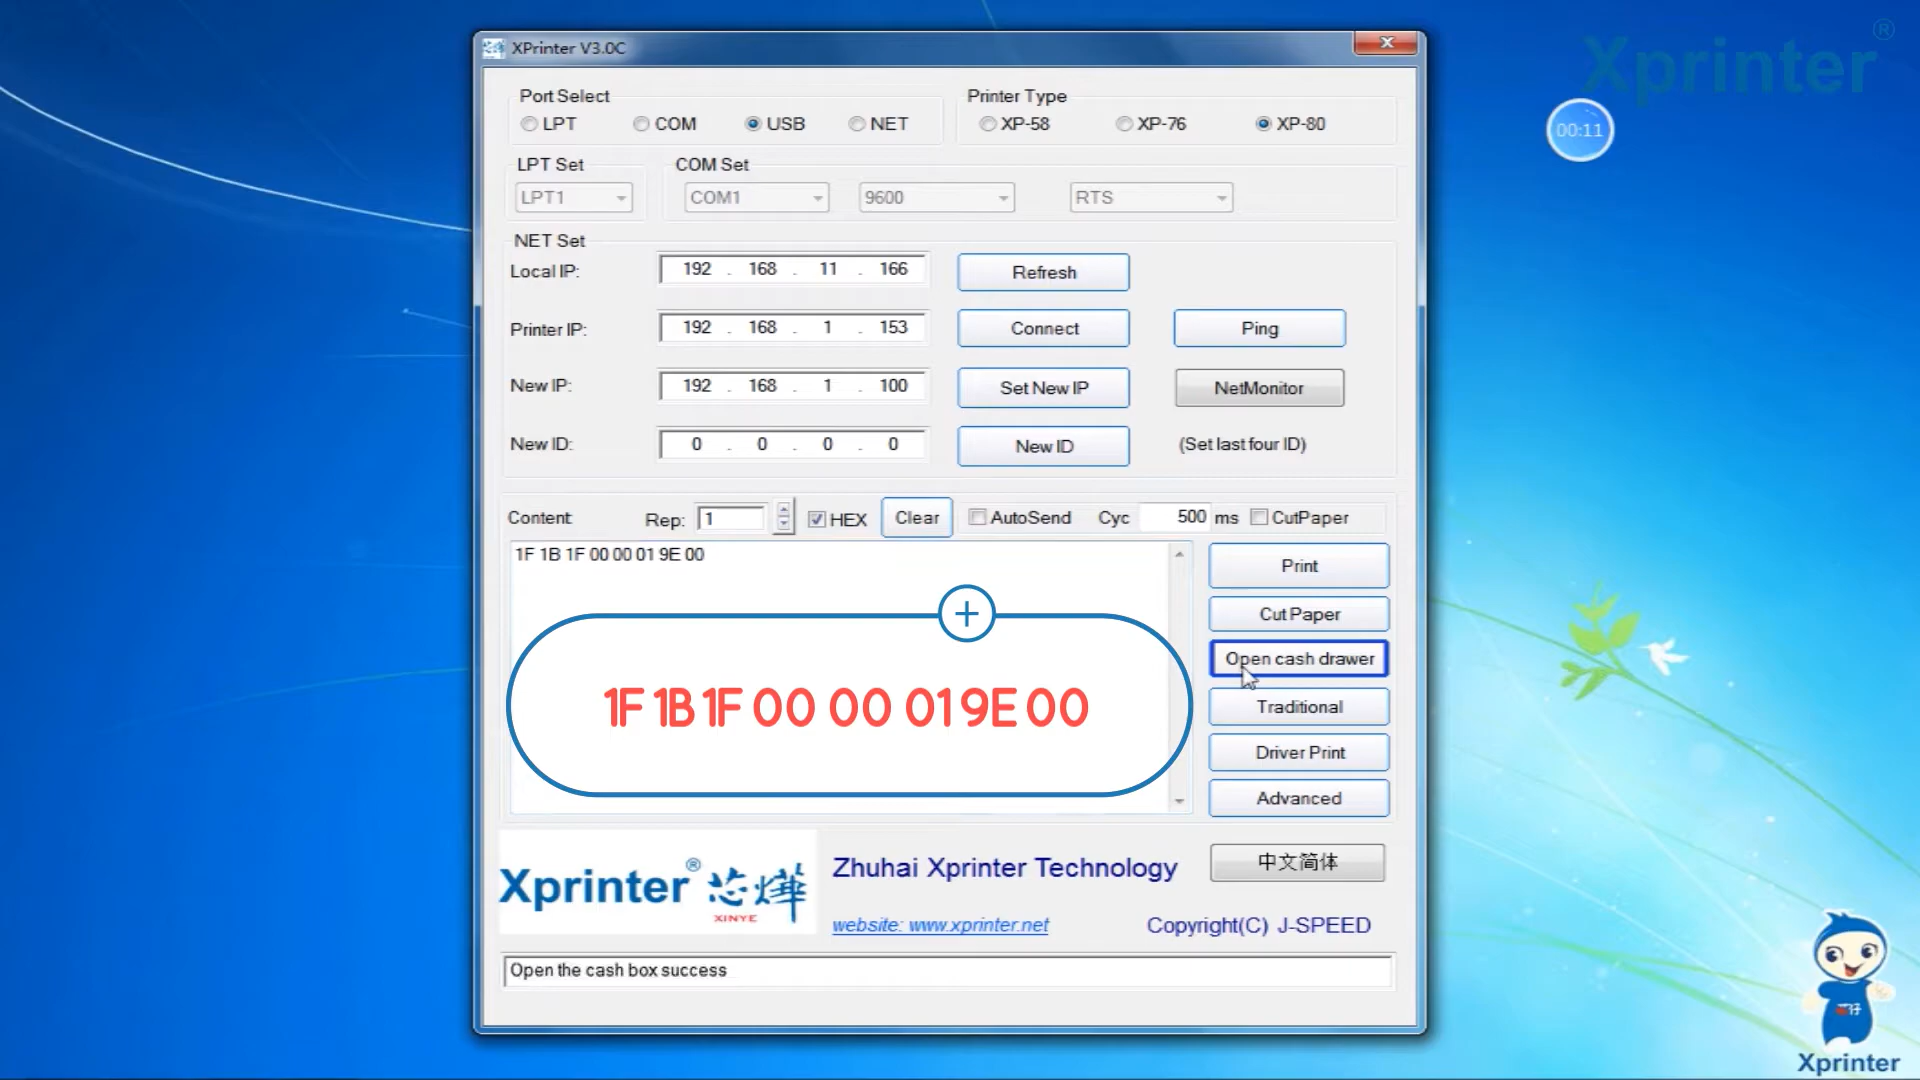 XPrinter V3.0C
Xprinter®
00:11
Port Select
LPT COM USB NET
Printer Type
XP-58 XP-76 XP-80
LPT Set
LPT1
COM Set
COM1 9600 RTS
NET Set
Local IP: 192 . 168 . 11 . 166 Refresh
Printer IP: 192 . 168 . 1 . 153 Connect Ping
New IP: 192 . 168 . 1 . 100 Set New IP NetMonitor
New ID: 0 . 0 . 0 . 0 New ID (Set last four ID)
Content Rep: 1 HEX Clear AutoSend Cyc 500 ms CutPaper
1F 1B 1F 00 00 01 9E 00
1F 1B 1F 00 00 01 9E 00
Print
Cut Paper
Open cash drawer
Traditional
Driver Print
Advanced
Xprinter® 芯烨
XINYE
Zhuhai Xprinter Technology
中文简体
website: www.xprinter.net
Copyright(C) J-SPEED
Open the cash box success
Xprinter